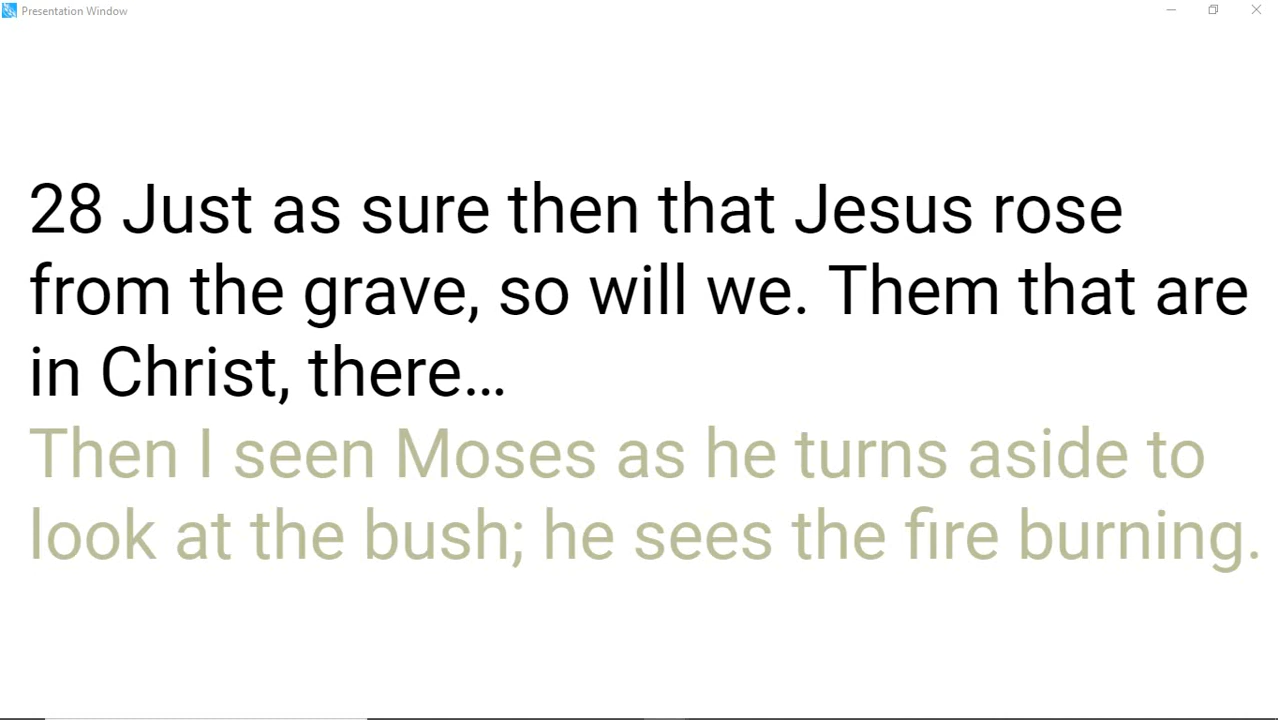 Presentation Window
28 Just as sure then that Jesus rose
from the grave, so will we. Them that are
in Christ, there…
Then I seen Moses as he turns aside to
look at the bush; he sees the fire burning.